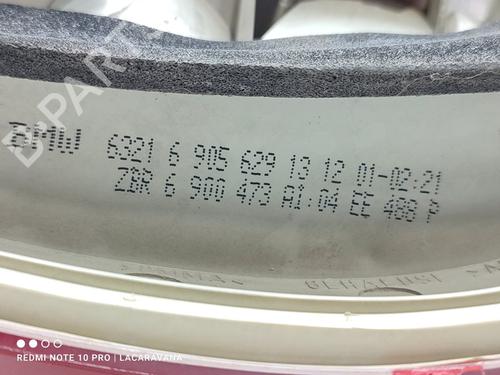 BMW 6321 6 905 629 13 12 01-02:21
ZBR 6 900 473 AI:04 EE 488 P
REDMI NOTE 10 PRO | LACARAVANA